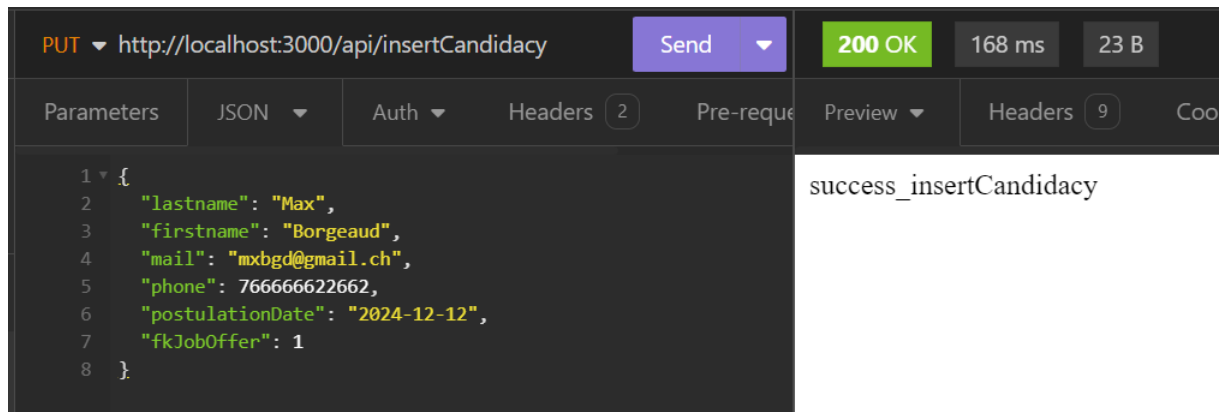 PUT http://localhost:3000/api/insertCandidacy Send 200 OK 168 ms 23 B
Parameters JSON Auth Headers 2 Pre-reque Preview Headers 9 Coo
1 {
2 "lastname": "Max",
3 "firstname": "Borgeaud",
4 "mail": "mxbgd@gmail.ch",
5 "phone": 766666622662,
6 "postulationDate": "2024-12-12",
7 "fkJobOffer": 1
8 }
success_insertCandidacy